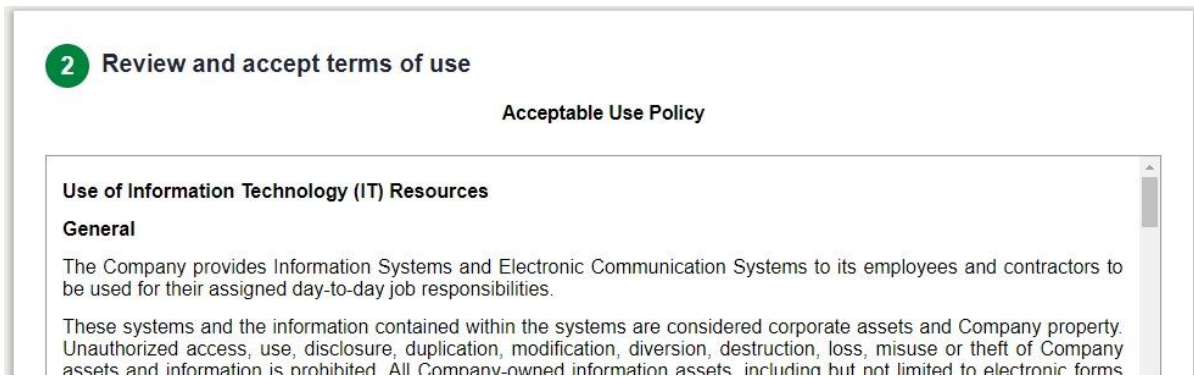 2 Review and accept terms of use
Acceptable Use Policy
Use of Information Technology (IT) Resources
General
The Company provides Information Systems and Electronic Communication Systems to its employees and contractors to
be used for their assigned day-to-day job responsibilities.
These systems and the information contained within the systems are considered corporate assets and Company property.
Unauthorized access, use, disclosure, duplication, modification, diversion, destruction, loss, misuse or theft of Company
assets and information is prohibited. All Company-owned information assets, including but not limited to electronic forms